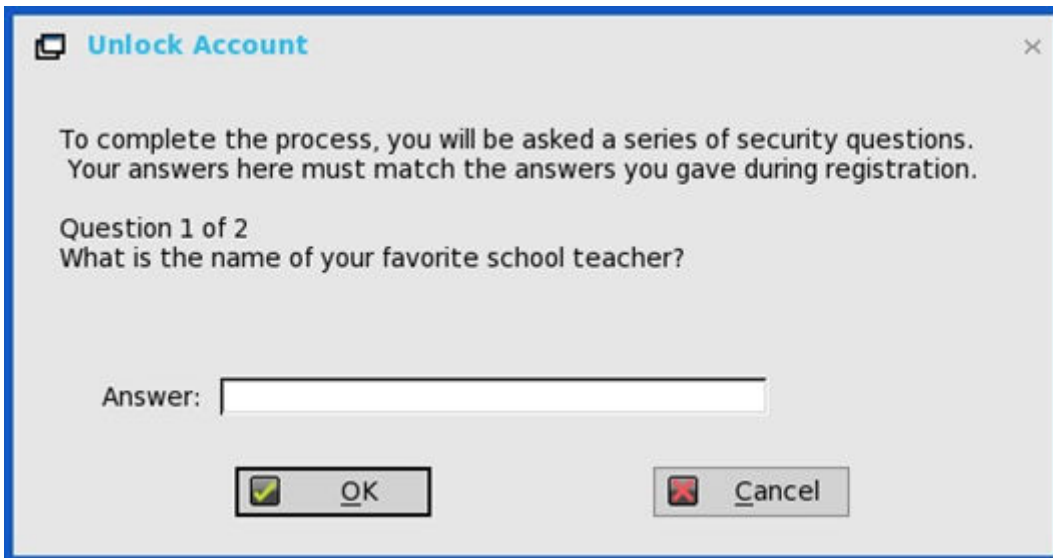 Unlock Account
To complete the process, you will be asked a series of security questions.
Your answers here must match the answers you gave during registration.
Question 1 of 2
What is the name of your favorite school teacher?
Answer:
OK
Cancel